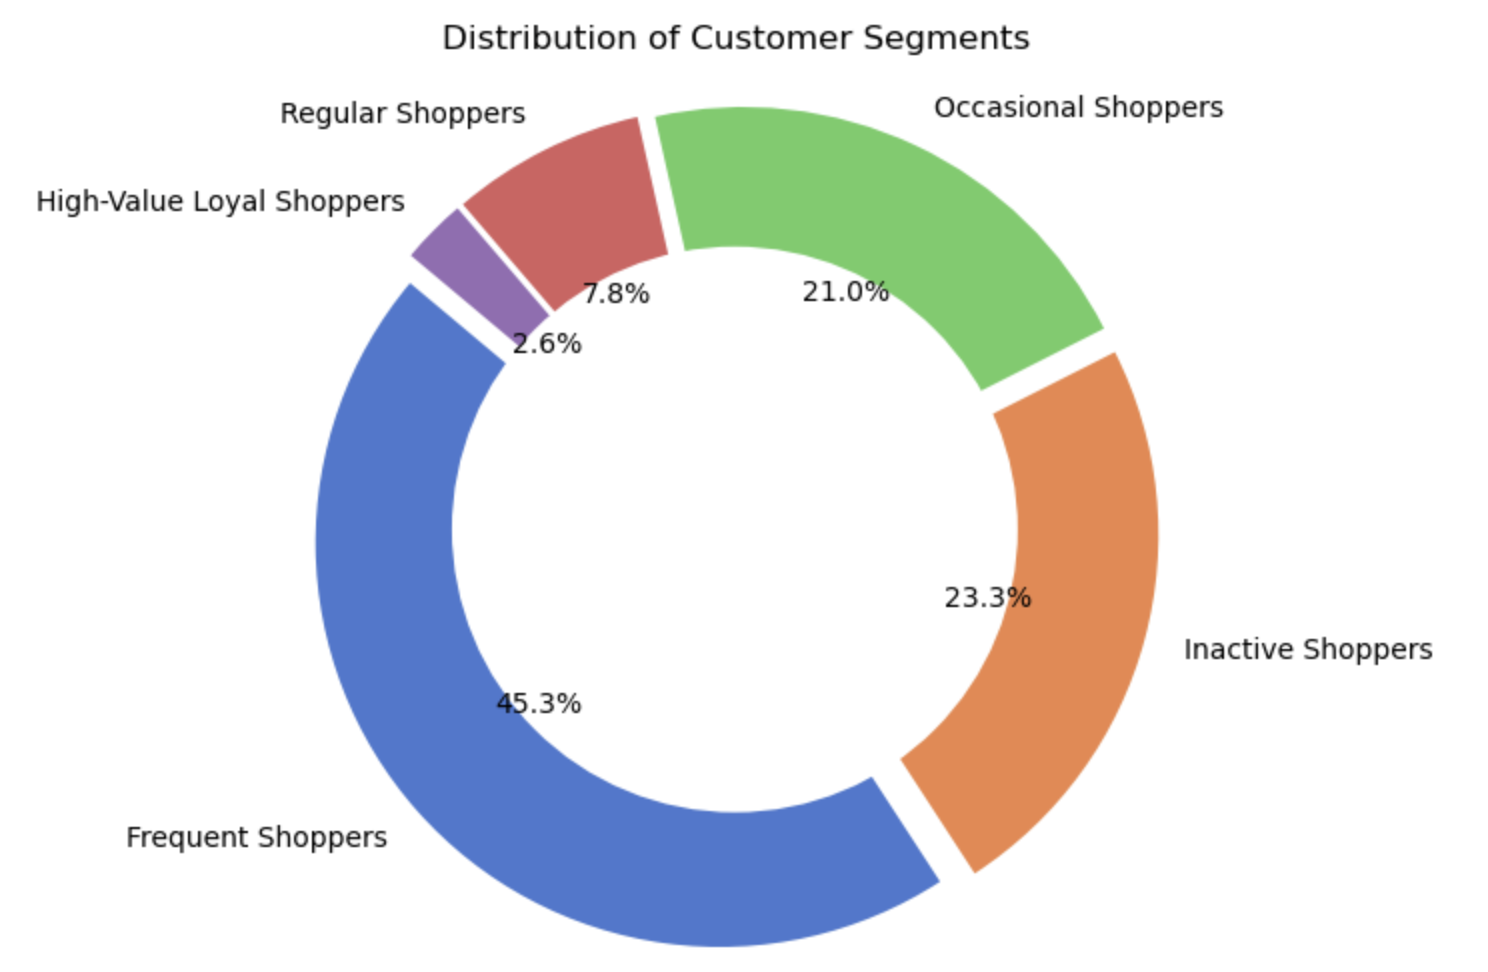 Distribution of Customer Segments
Occasional Shoppers
Regular Shoppers
High-Value Loyal Shoppers
21.0%
7.8%
2.6%
23.3%
Inactive Shoppers
45.3%
Frequent Shoppers